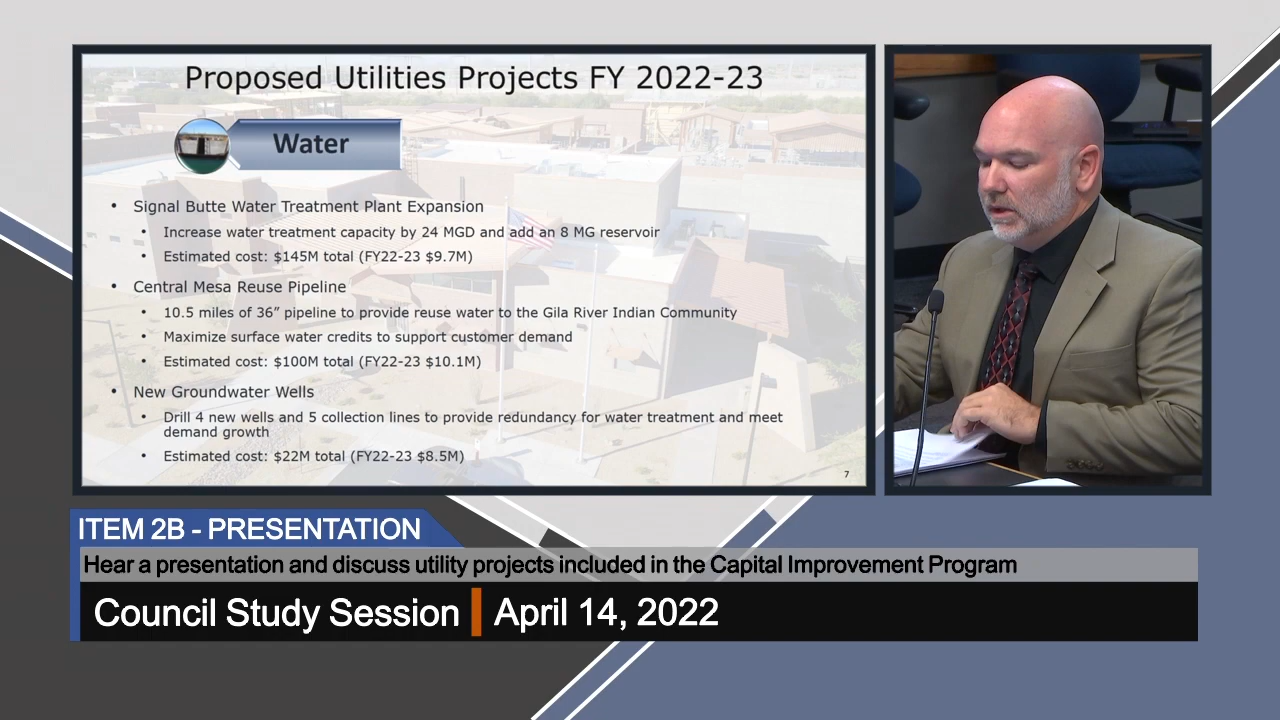 Proposed Utilities Projects FY 2022-23
Water
• Signal Butte Water Treatment Plant Expansion
• Increase water treatment capacity by 24 MGD and add an 8 MG reservoir
• Estimated cost: $145M total (FY22-23 $9.7M)
• Central Mesa Reuse Pipeline
• 10.5 miles of 36” pipeline to provide reuse water to the Gila River Indian Community
• Maximize surface water credits to support customer demand
• Estimated cost: $100M total (FY22-23 $10.1M)
• New Groundwater Wells
• Drill 4 new wells and 5 collection lines to provide redundancy for water treatment and meet
demand growth
• Estimated cost: $22M total (FY22-23 $8.5M)
7
ITEM 2B - PRESENTATION
Hear a presentation and discuss utility projects included in the Capital Improvement Program
Council Study Session | April 14, 2022